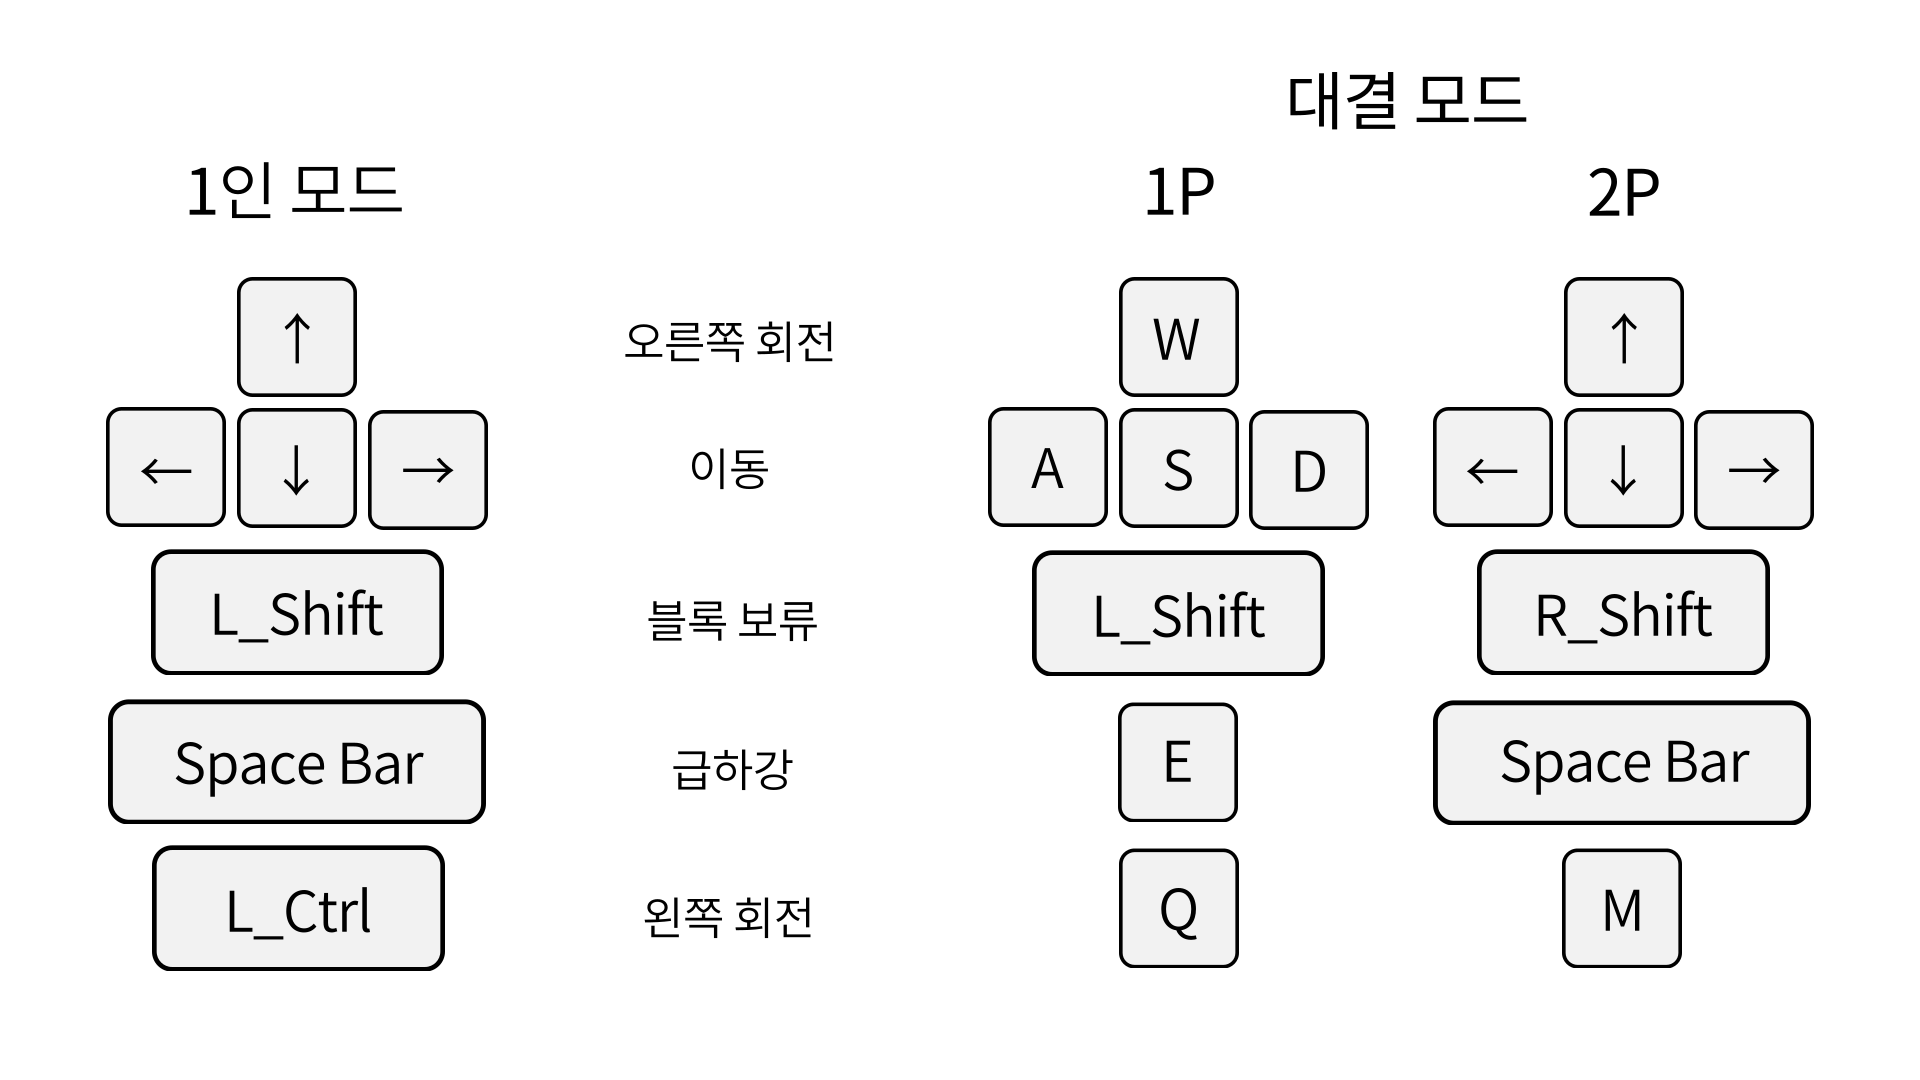 대결 모드
1인 모드
1P
2P
↑
오른쪽 회전
W
↑
← ↓ →
이동
A S D
← ↓ →
L_Shift
블록 보류
L_Shift
R_Shift
Space Bar
급하강
E
Space Bar
L_Ctrl
왼쪽 회전
Q
M